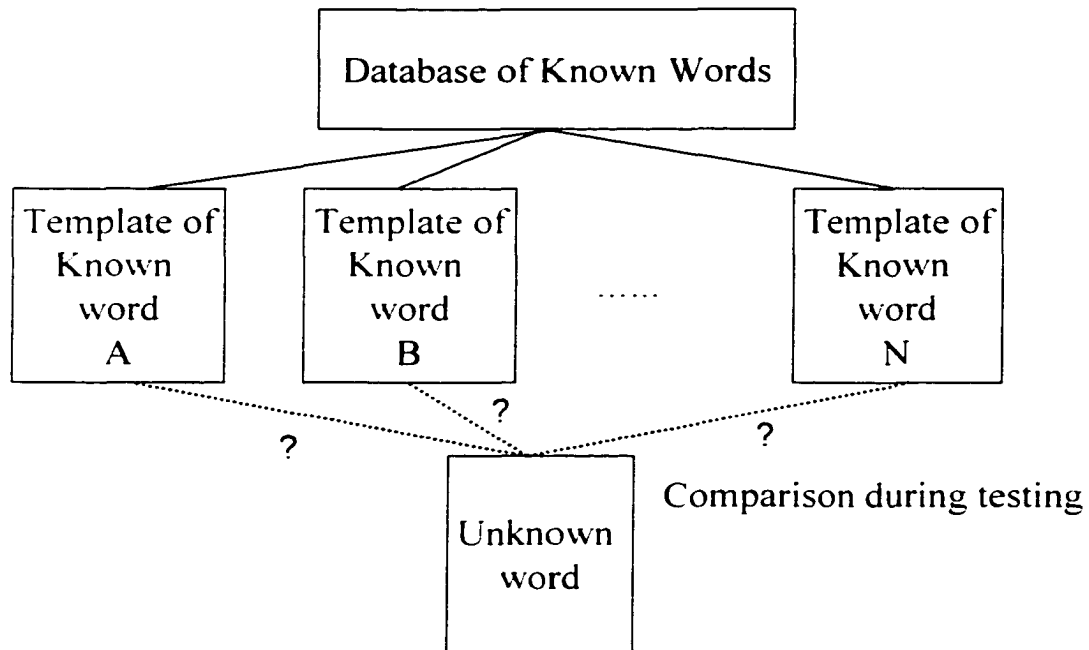 Database of Known Words
Template of
Known
word
A
Template of
Known
word
B
......
Template of
Known
word
N
?
?
?
Comparison during testing
Unknown
word